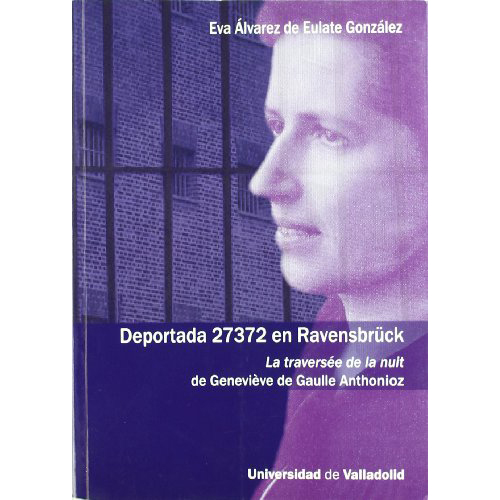 Eva Álvarez de Eulate González
Deportada 27372 en Ravensbrück
La traversée de la nuit
de Geneviève de Gaulle Anthonioz
Universidad de Valladolid